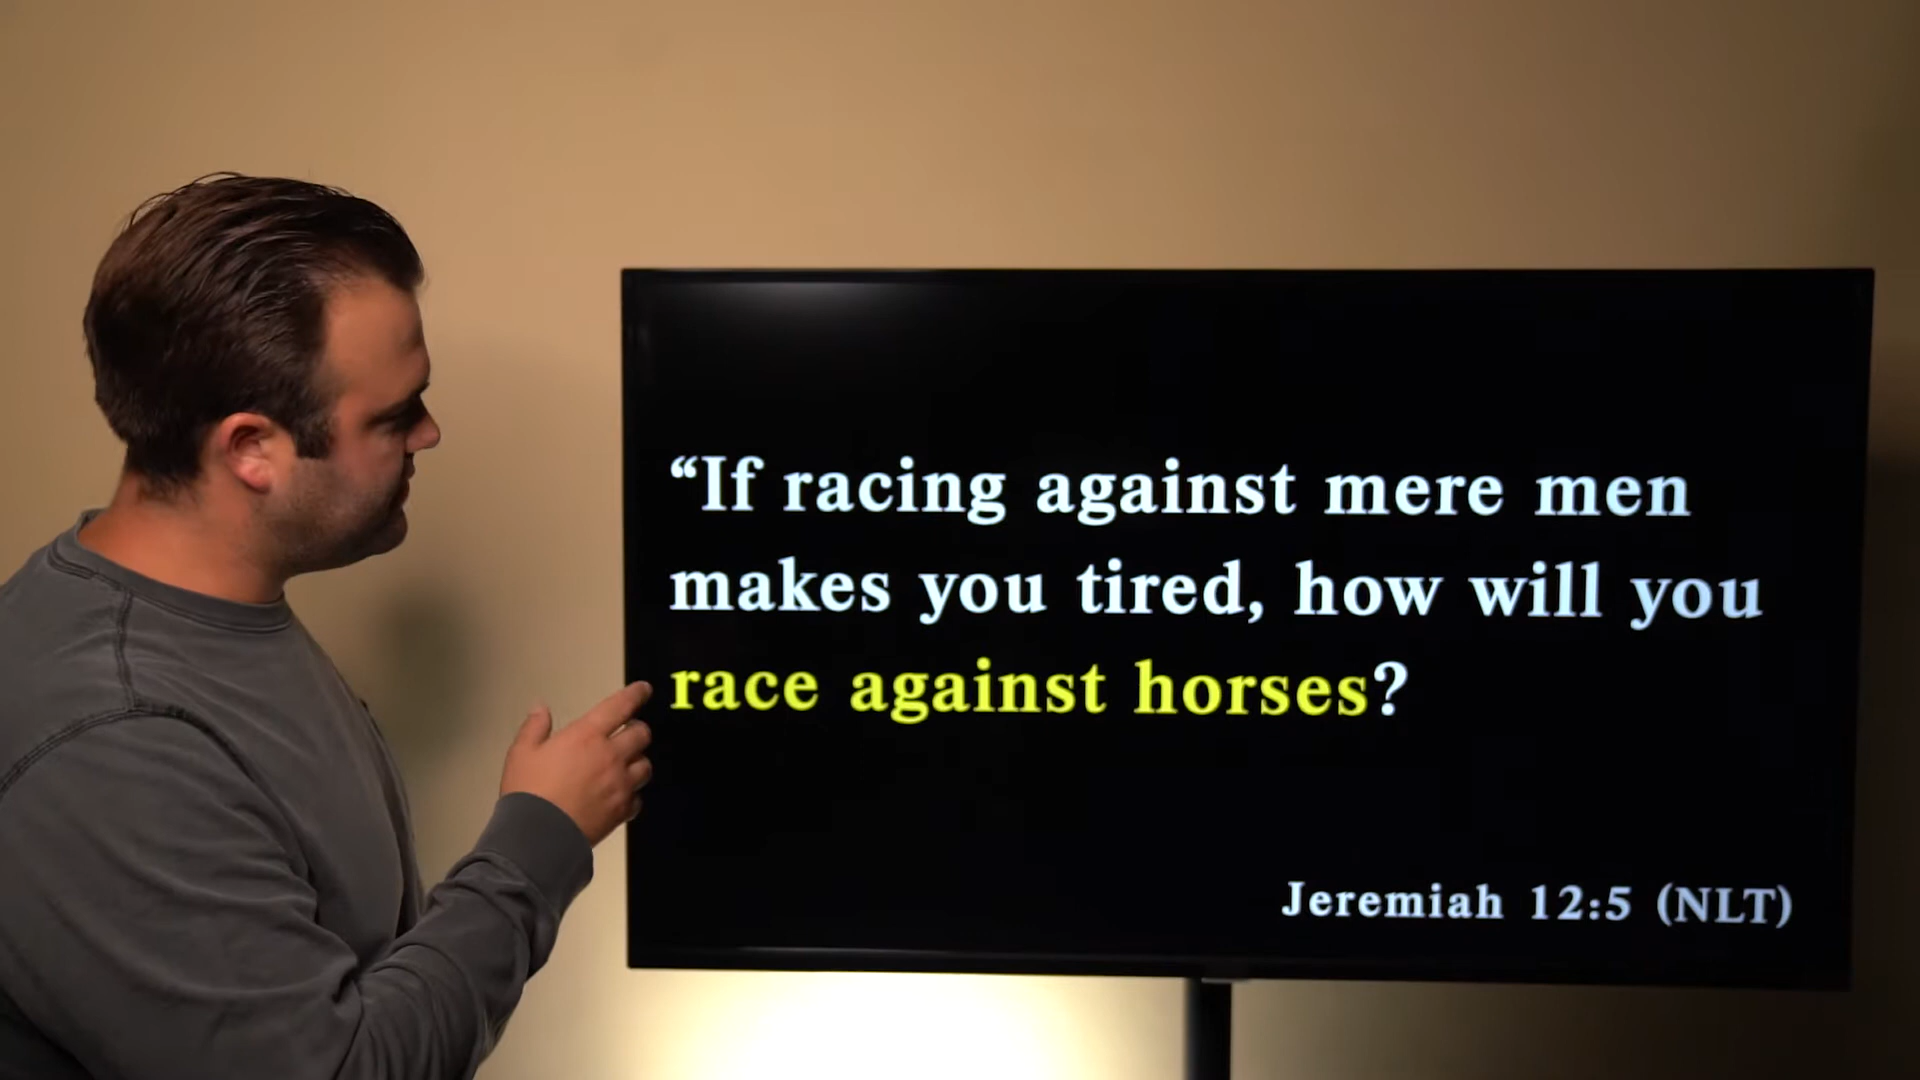 “If racing against mere men
makes you tired, how will you
race against horses?
Jeremiah 12:5 (NLT)